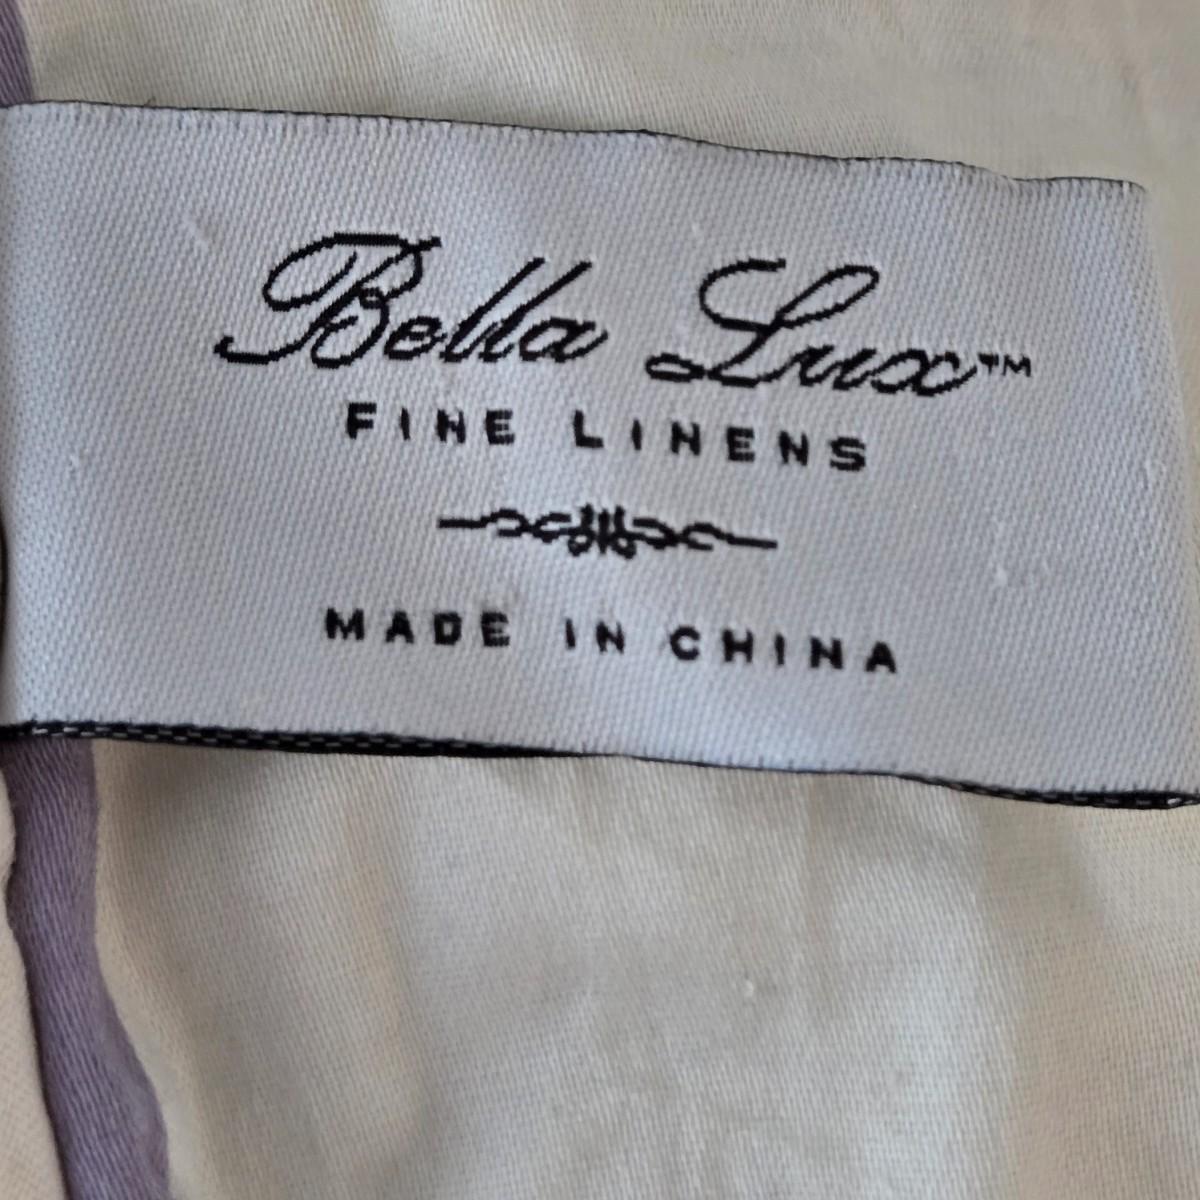 Bella Lux™
FINE LINENS
MADE IN CHINA